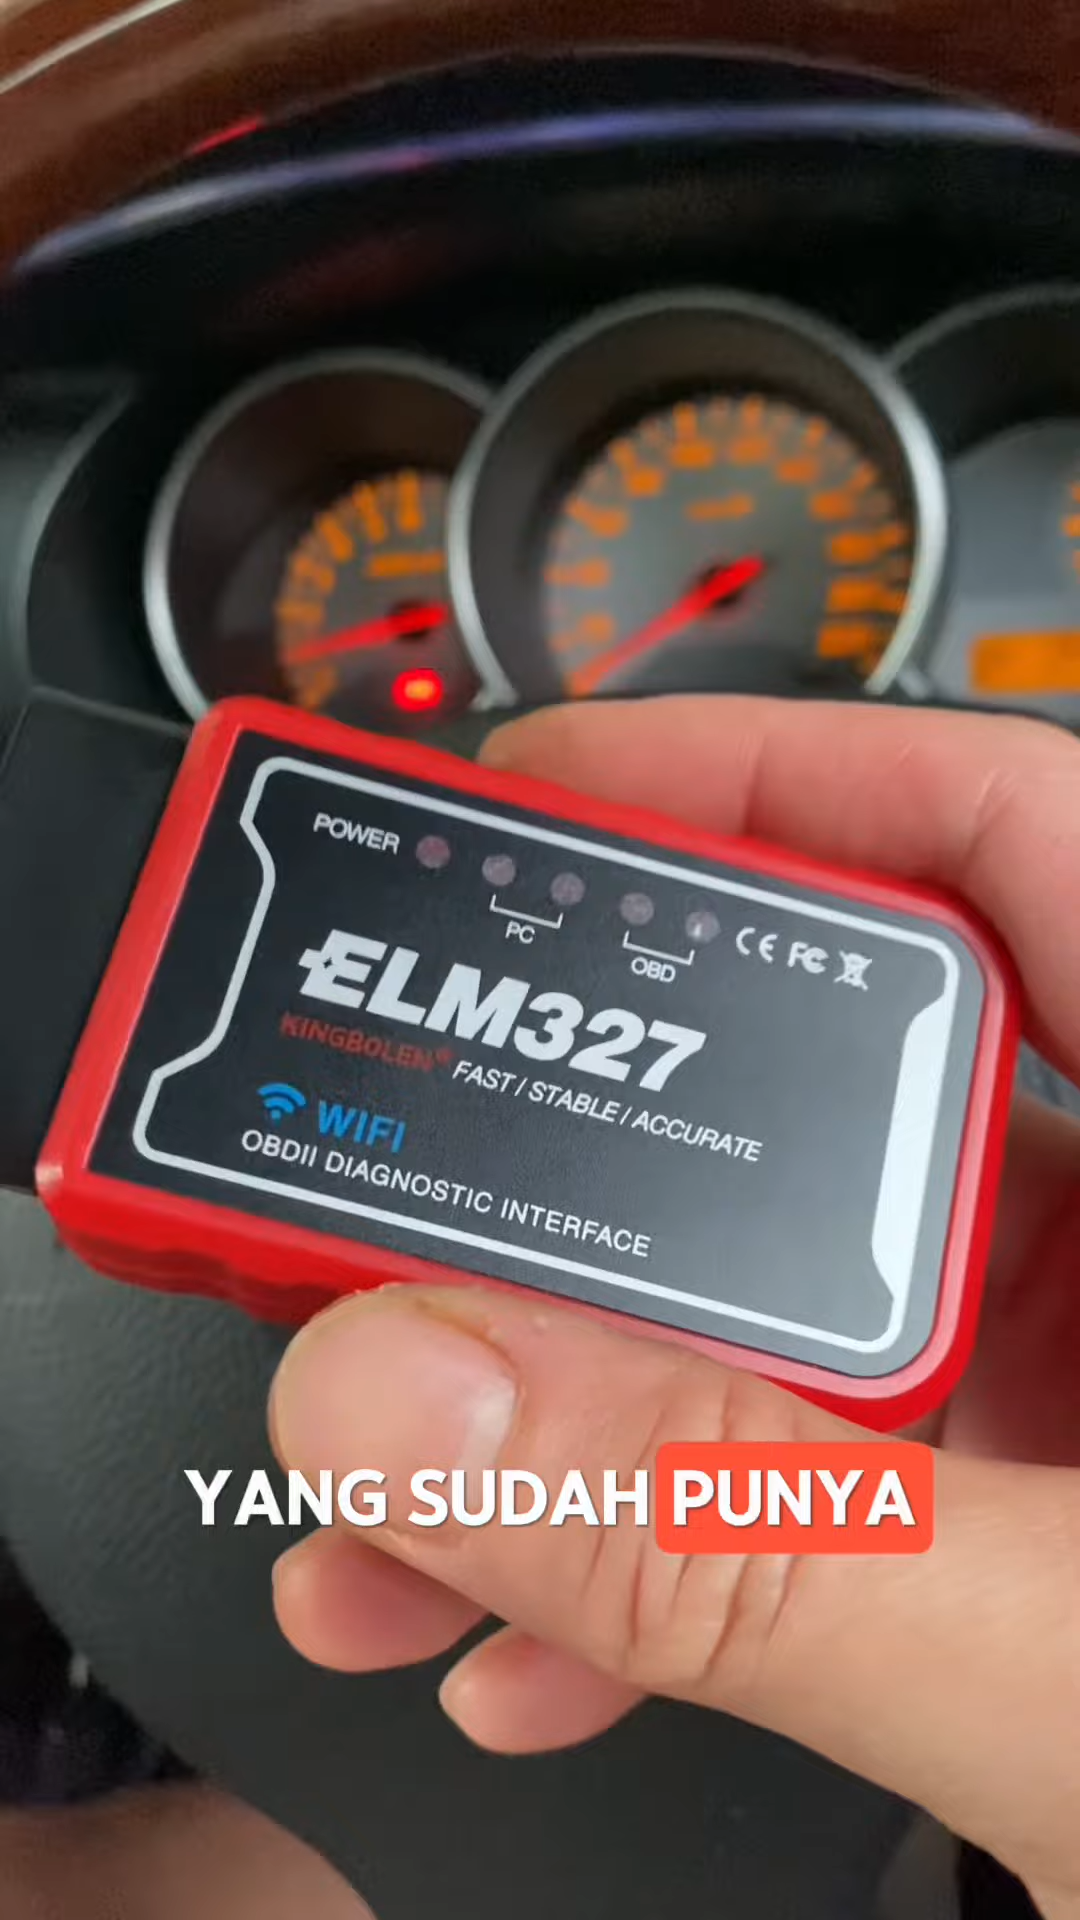 POWER
PC
OBD
CE FC
ELM327
KINGBOLEN®
FAST / STABLE / ACCURATE
WIFI
OBDII DIAGNOSTIC INTERFACE
YANG SUDAH PUNYA